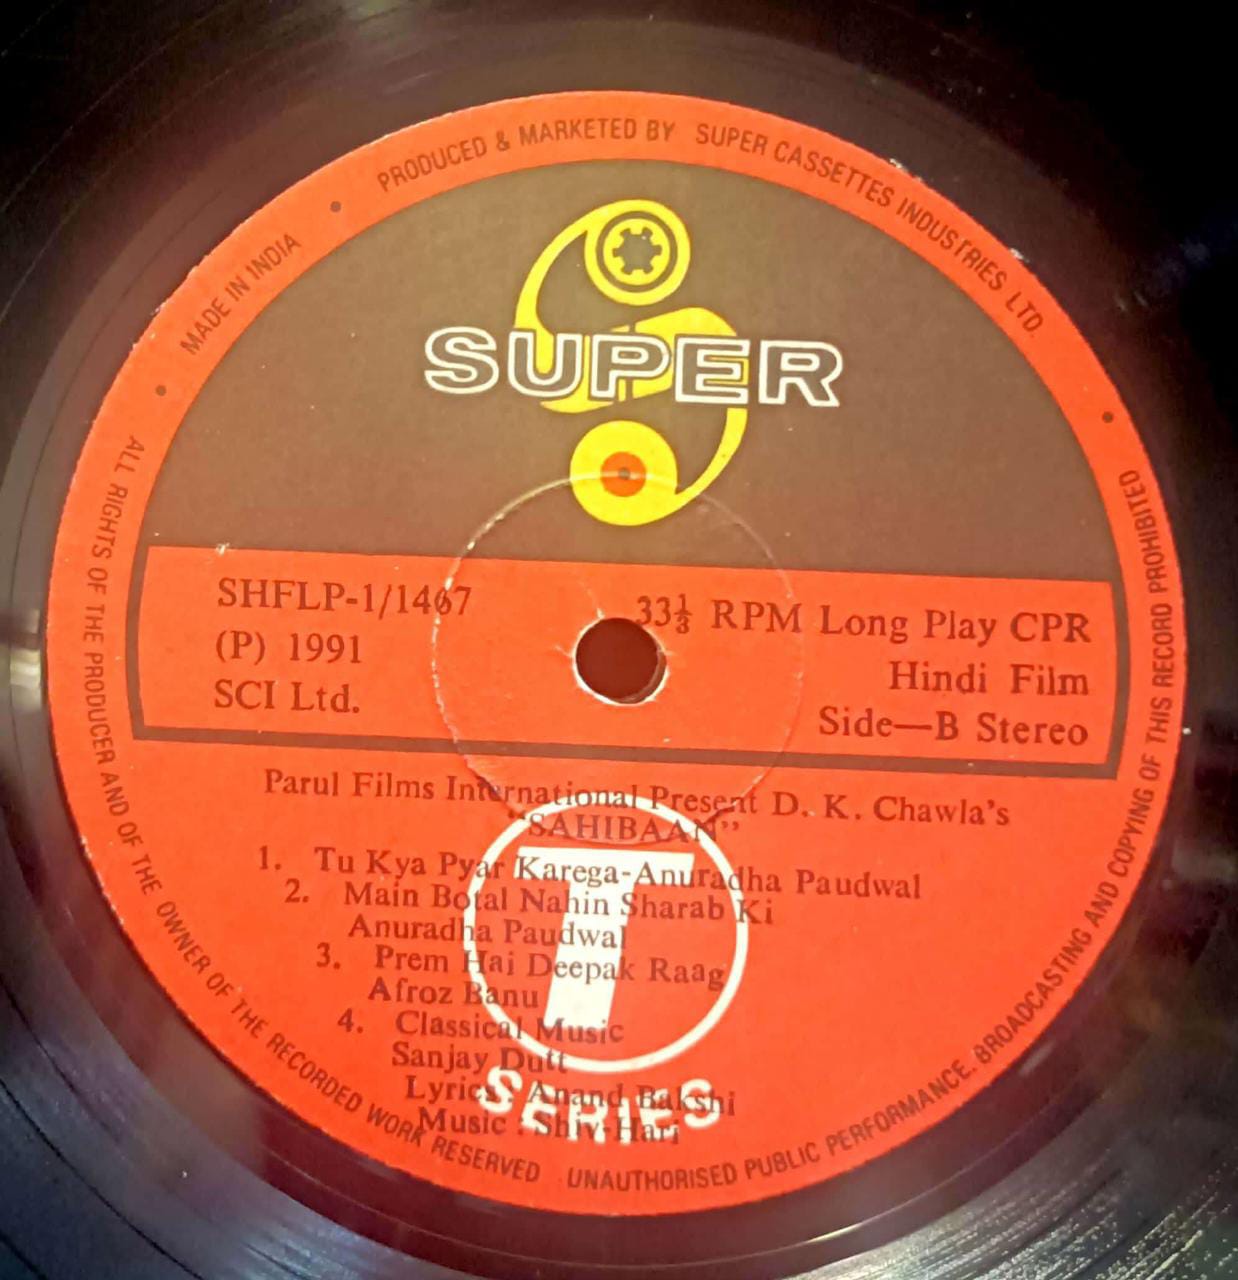 PRODUCED & MARKETED BY SUPER CASSETTES INDUSTRIES LTD.
MADE IN INDIA
SUPER
SHFLP-1/1467
(P) 1991
SCI Ltd.
33⅓ RPM Long Play CPR
Hindi Film
Side—B Stereo
Parul Films International Present D. K. Chawla's
"SAHIBAAN"
1. Tu Kya Pyar Karega-Anuradha Paudwal
2. Main Botal Nahin Sharab Ki
Anuradha Paudwal
3. Prem Hai Deepak Raag
Afroz Banu
4. Classical Music
Sanjay Dutt
Lyrics : Anand Bakshi
Music : Shiv-Hari
T
SERIES
ALL RIGHTS OF THE PRODUCER AND OF THE OWNER OF THE RECORDED WORK RESERVED
UNAUTHORISED PUBLIC PERFORMANCE. BROADCASTING AND COPYING OF THIS RECORD PROHIBITED